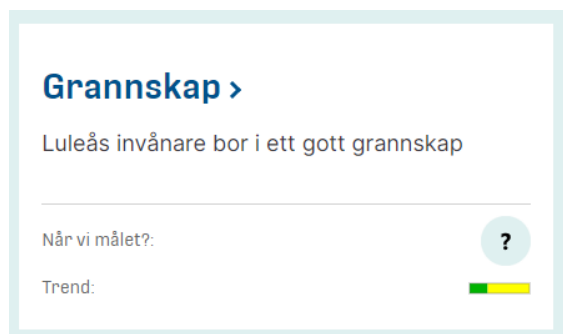 Grannskap ›
Luleås invånare bor i ett gott grannskap
Når vi målet?:
?
Trend: